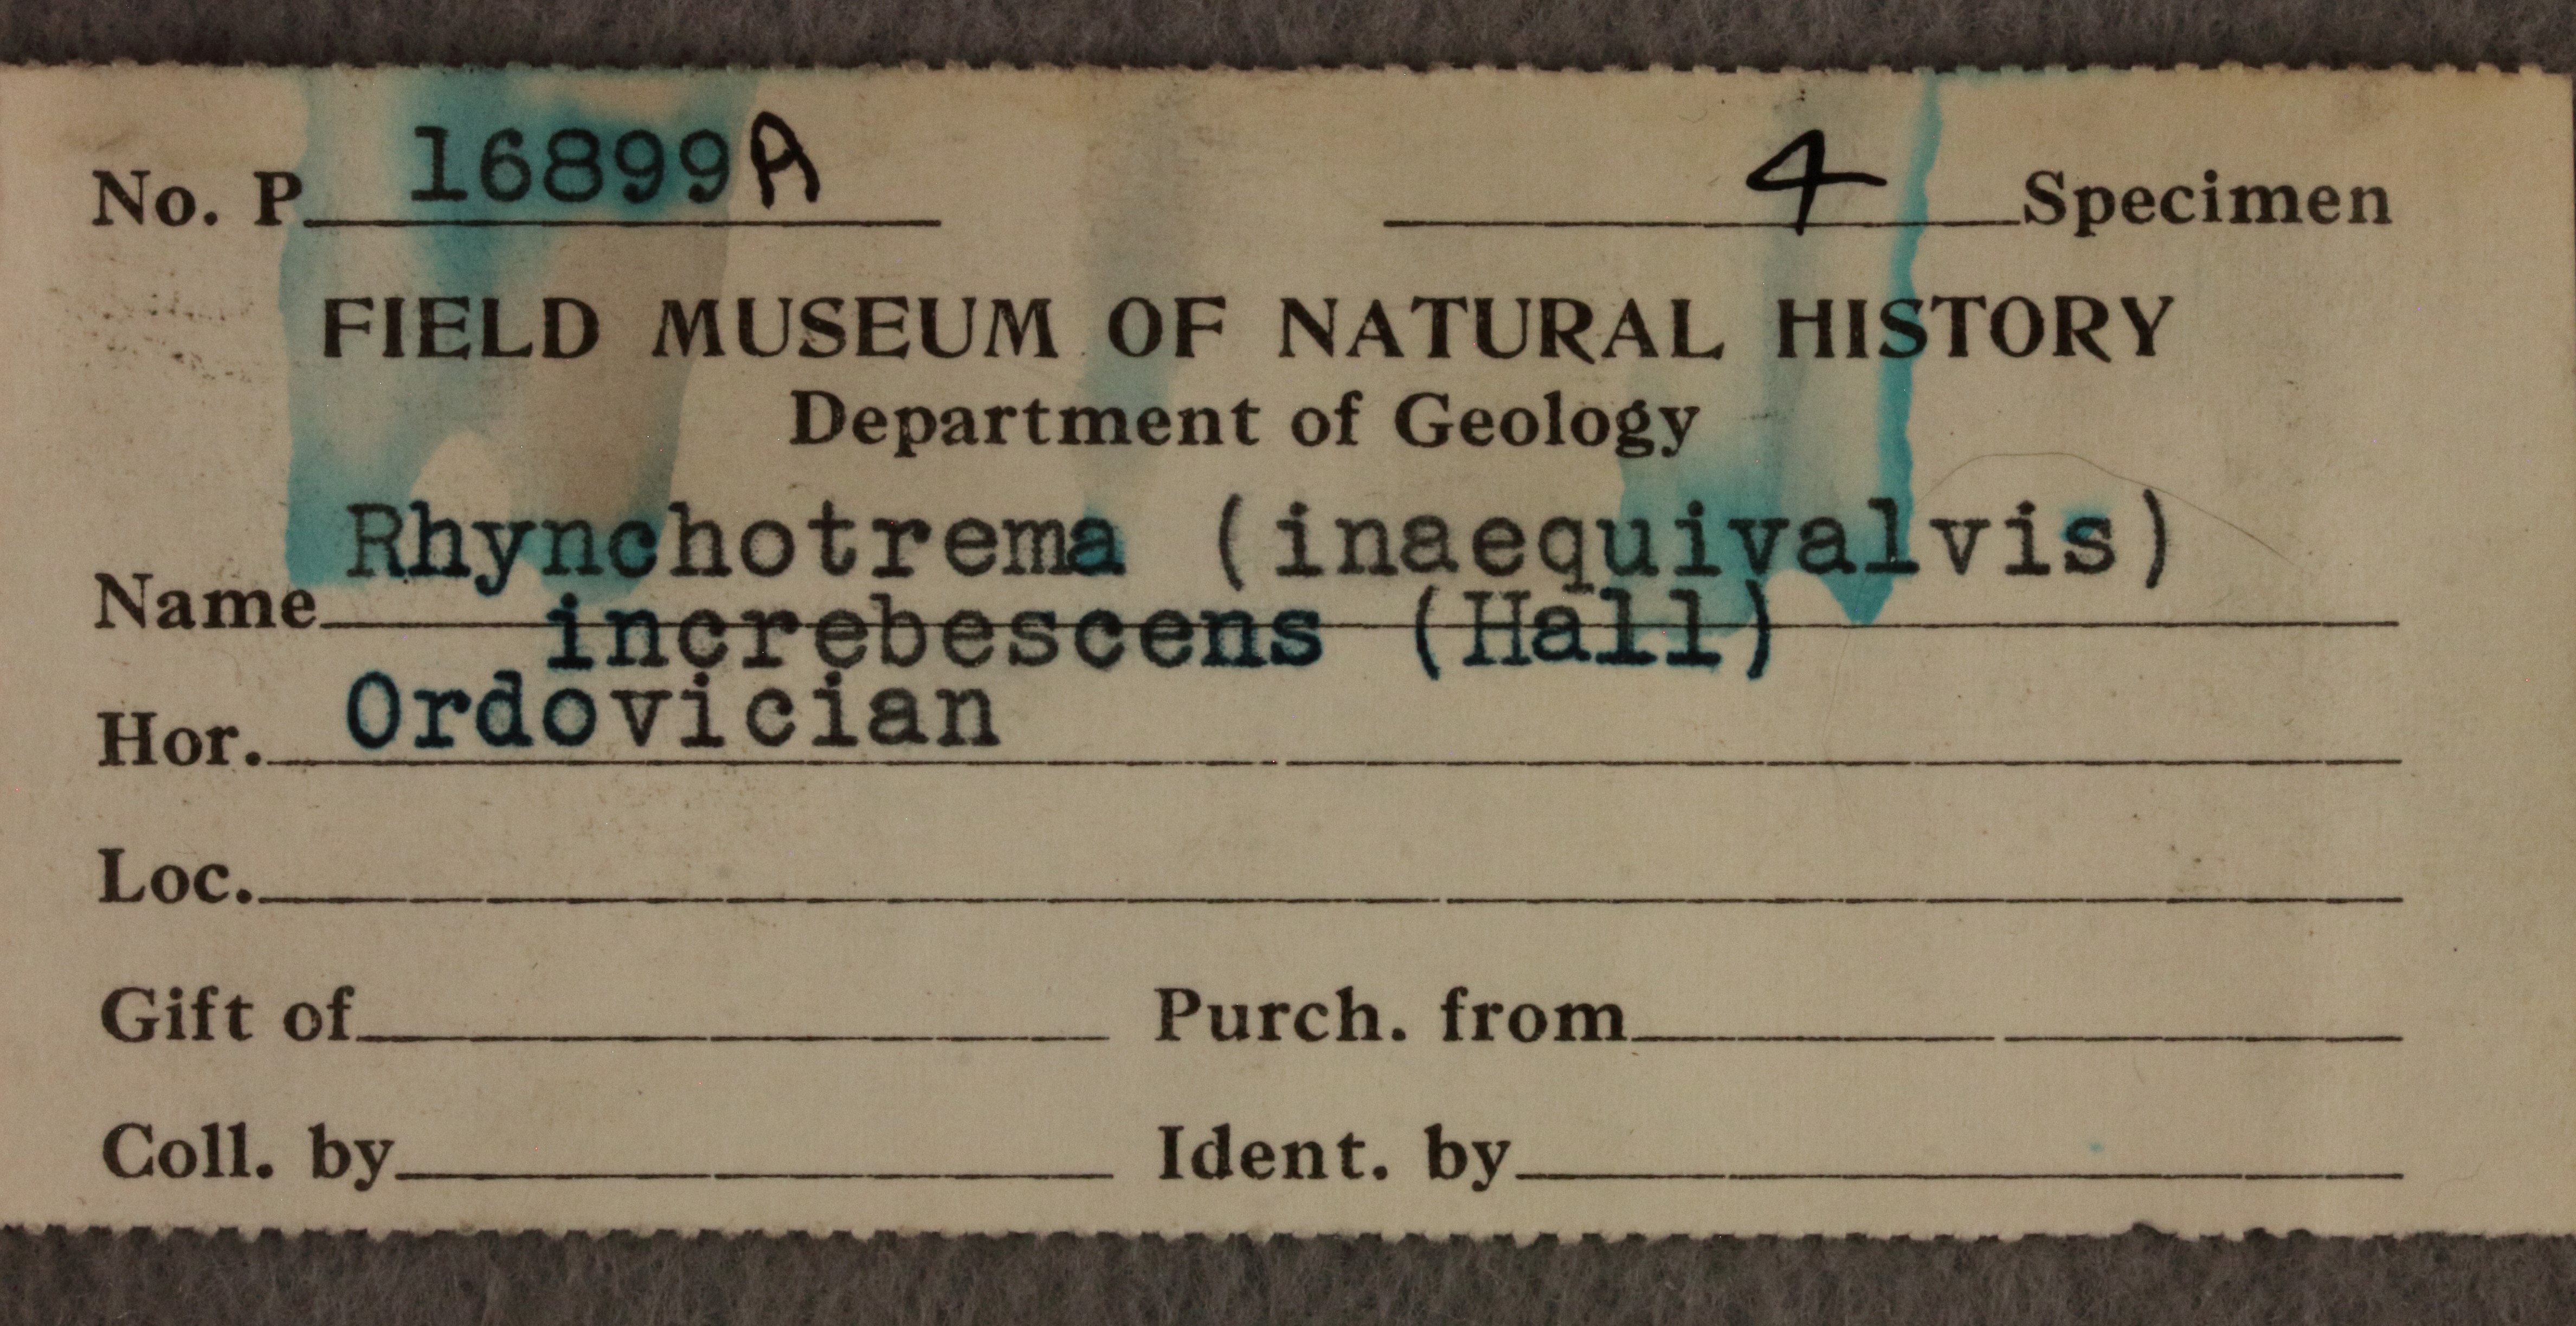 No. P 16899A 4 Specimen
FIELD MUSEUM OF NATURAL HISTORY
Department of Geology
Rhynchotrema (inaequivalvis)
Name increbescens (Hall)
Hor. Ordovician
Loc.
Gift of Purch. from
Coll. by Ident. by